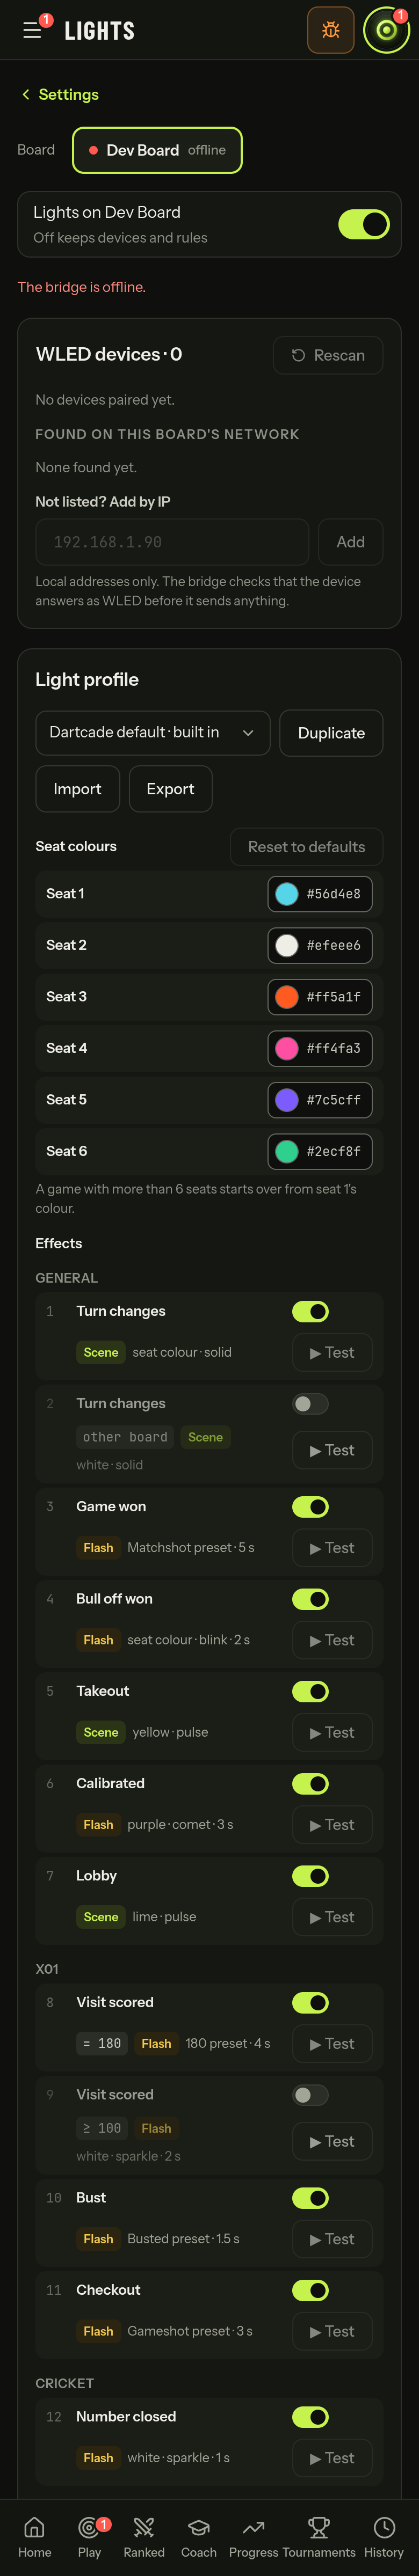 1
LIGHTS
1
Settings
Board
Dev Board offline
Lights on Dev Board
Off keeps devices and rules
The bridge is offline.
WLED devices · 0
Rescan
No devices paired yet.
FOUND ON THIS BOARD'S NETWORK
None found yet.
Not listed? Add by IP
192.168.1.90
Add
Local addresses only. The bridge checks that the device
answers as WLED before it sends anything.
Light profile
Dartcade default · built in
Duplicate
Import
Export
Seat colours
Reset to defaults
Seat 1 #56d4e8
Seat 2 #efeee6
Seat 3 #ff5a1f
Seat 4 #ff4fa3
Seat 5 #7c5cff
Seat 6 #2ecf8f
A game with more than 6 seats starts over from seat 1's
colour.
Effects
GENERAL
1 Turn changes
Scene seat colour · solid ▶ Test
2 Turn changes
other board Scene ▶ Test
white · solid
3 Game won
Flash Matchshot preset · 5 s ▶ Test
4 Bull off won
Flash seat colour · blink · 2 s ▶ Test
5 Takeout
Scene yellow · pulse ▶ Test
6 Calibrated
Flash purple · comet · 3 s ▶ Test
7 Lobby
Scene lime · pulse ▶ Test
X01
8 Visit scored
= 180 Flash 180 preset · 4 s ▶ Test
9 Visit scored
≥ 100 Flash ▶ Test
white · sparkle · 2 s
10 Bust
Flash Busted preset · 1.5 s ▶ Test
11 Checkout
Flash Gameshot preset · 3 s ▶ Test
CRICKET
12 Number closed
Flash white · sparkle · 1 s ▶ Test
1
Home Play Ranked Coach Progress Tournaments History